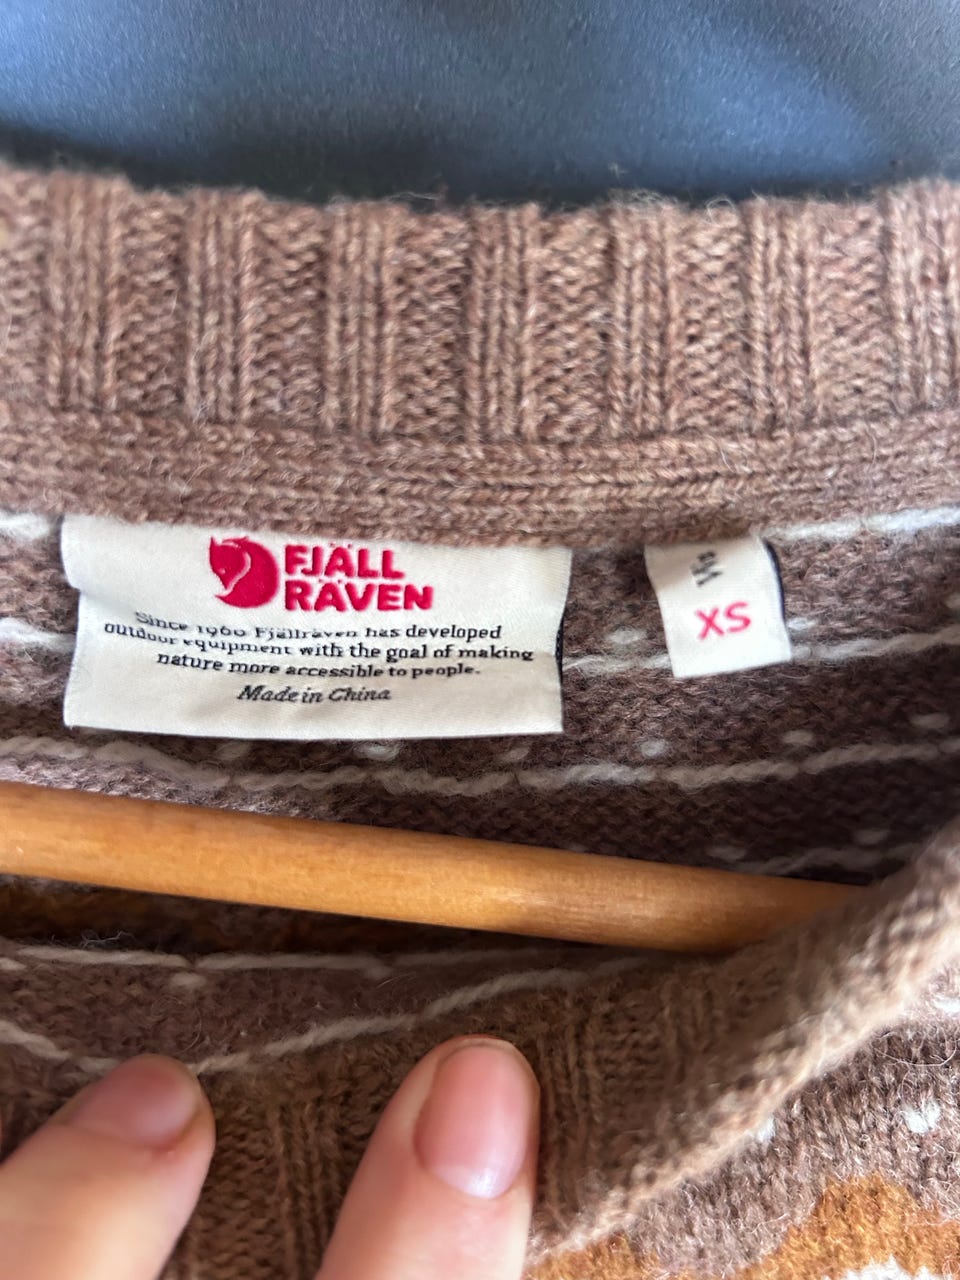 FJÄLL
RÄVEN
Since 1960 Fjällräven has developed
outdoor equipment with the goal of making
nature more accessible to people.
Made in China
XS